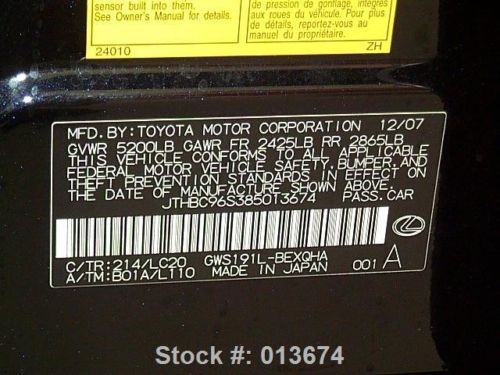 sensor built into them.
See Owner's Manual for details.
24010
de pression de gonflage, intégrés
aux roues du véhicule. Pour plus
de détails, reportez-vous au
manuel du propriétaire.
ZH
MFD. BY: TOYOTA MOTOR CORPORATION 12/07
GVWR 5200LB GAWR FR 2425LB RR 2865LB
THIS VEHICLE CONFORMS TO ALL APPLICABLE
FEDERAL MOTOR VEHICLE SAFETY, BUMPER, AND
THEFT PREVENTION STANDARDS IN EFFECT ON
THE DATE OF MANUFACTURE SHOWN ABOVE.
JTHBC96S385013674 PASS. CAR
C/TR: 214/LC20 GWS191L-BEXQHA
A/TM: B01A/L110 MADE IN JAPAN 001 A
Stock #: 013674